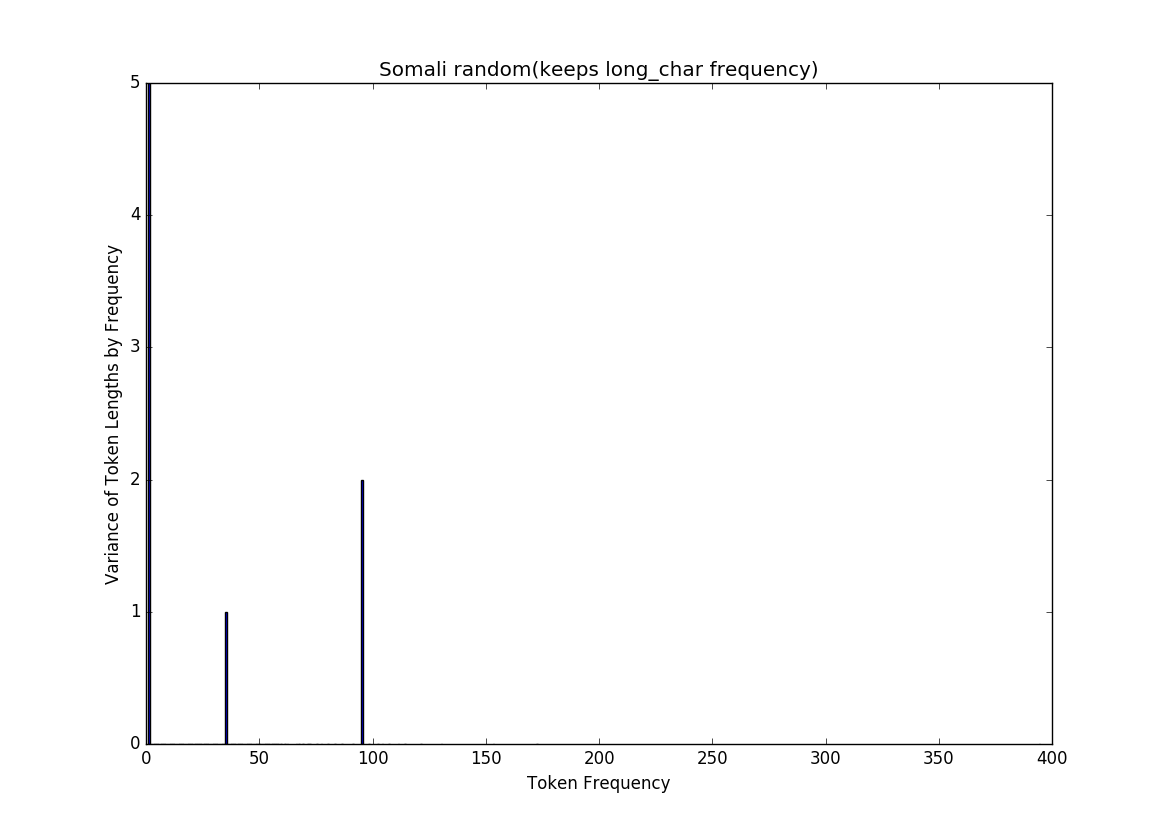 Somali random(keeps long_char frequency)
Variance of Token Lengths by Frequency
5
4
3
2
1
0
0 50 100 150 200 250 300 350 400
Token Frequency